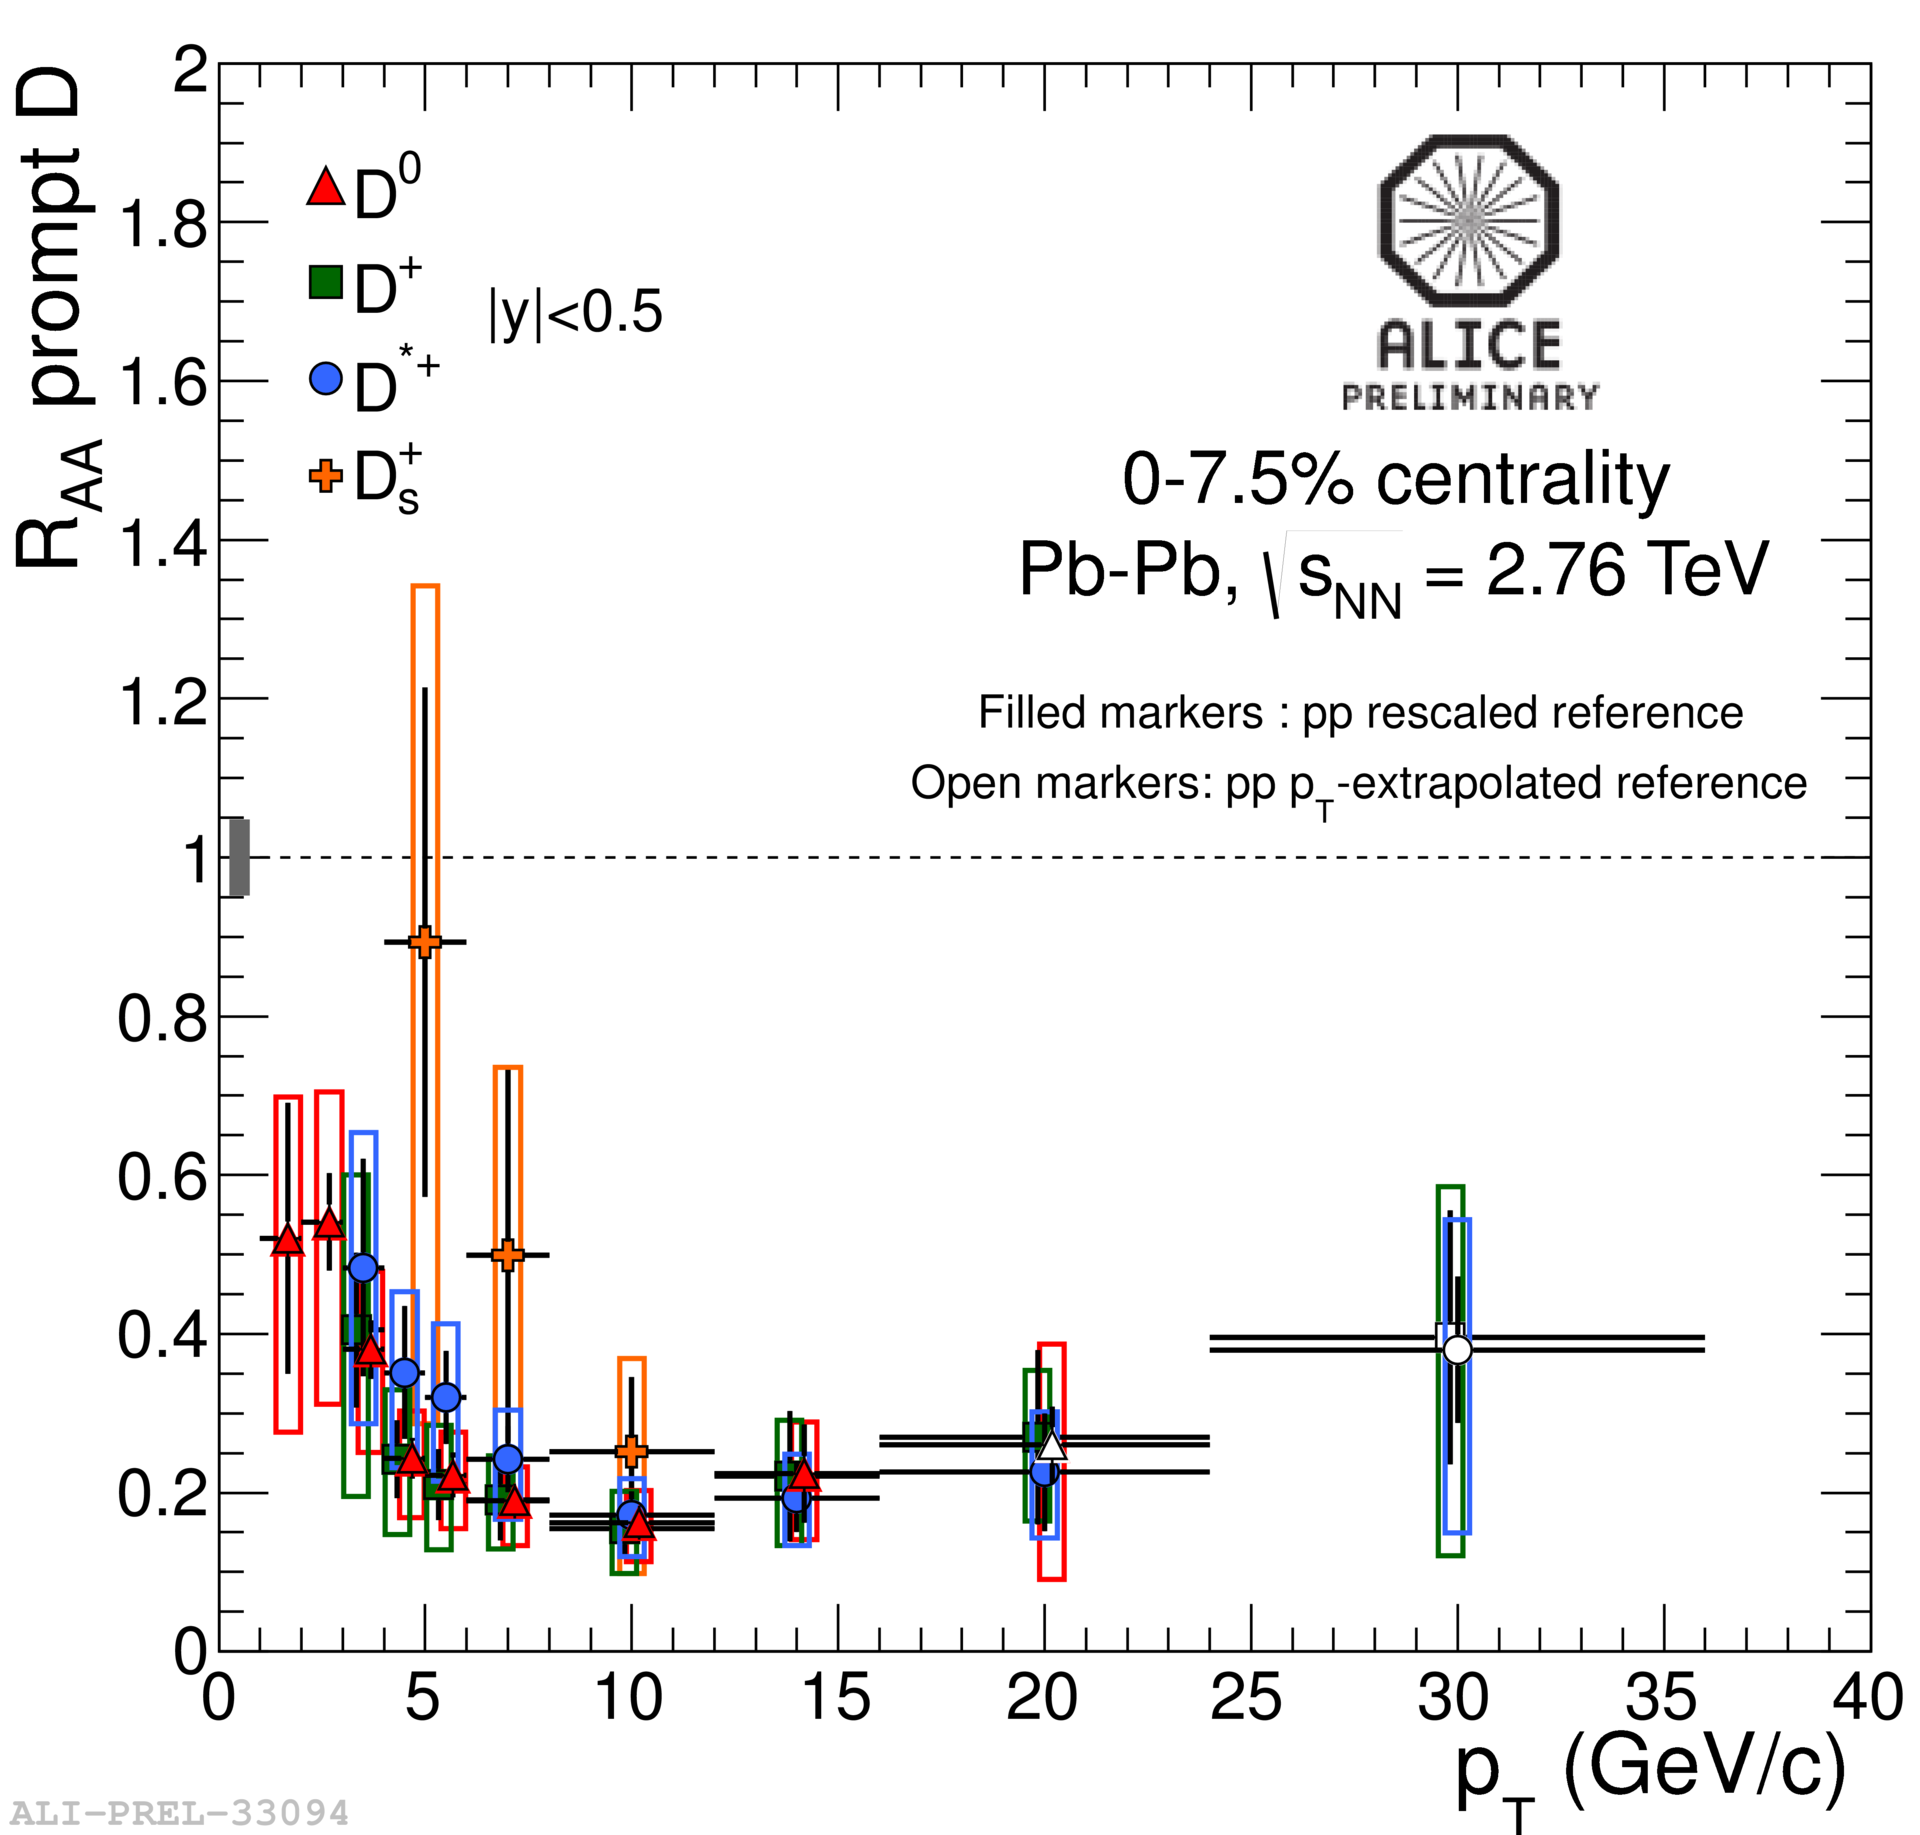 R_AA prompt D
2
1.8
1.6
1.4
1.2
1
0.8
0.6
0.4
0.2
0
D^0
D^+
D^*+
D_s^+
|y|<0.5
ALICE
PRELIMINARY
0-7.5% centrality
Pb-Pb, √s_NN = 2.76 TeV
Filled markers : pp rescaled reference
Open markers: pp p_T-extrapolated reference
0 5 10 15 20 25 30 35 40
p_T (GeV/c)
ALI-PREL-33094